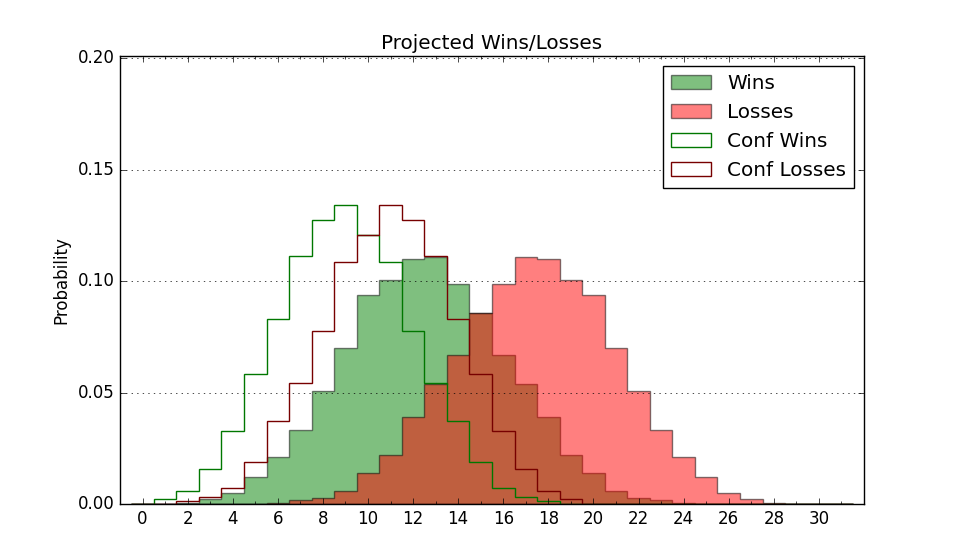 Projected Wins/Losses
0.20
0.15
0.10
0.05
0.00
Probability
Wins
Losses
Conf Wins
Conf Losses
0 2 4 6 8 10 12 14 16 18 20 22 24 26 28 30